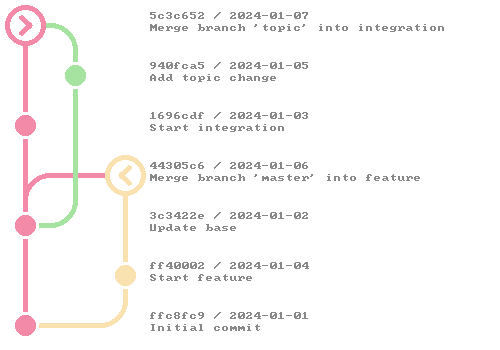 5c3c652 / 2024-01-07
Merge branch 'topic' into integration
940fca5 / 2024-01-05
Add topic change
1696cdf / 2024-01-03
Start integration
44305c6 / 2024-01-06
Merge branch 'master' into feature
3c3422e / 2024-01-02
Update base
ff40002 / 2024-01-04
Start feature
ffc8fc9 / 2024-01-01
Initial commit